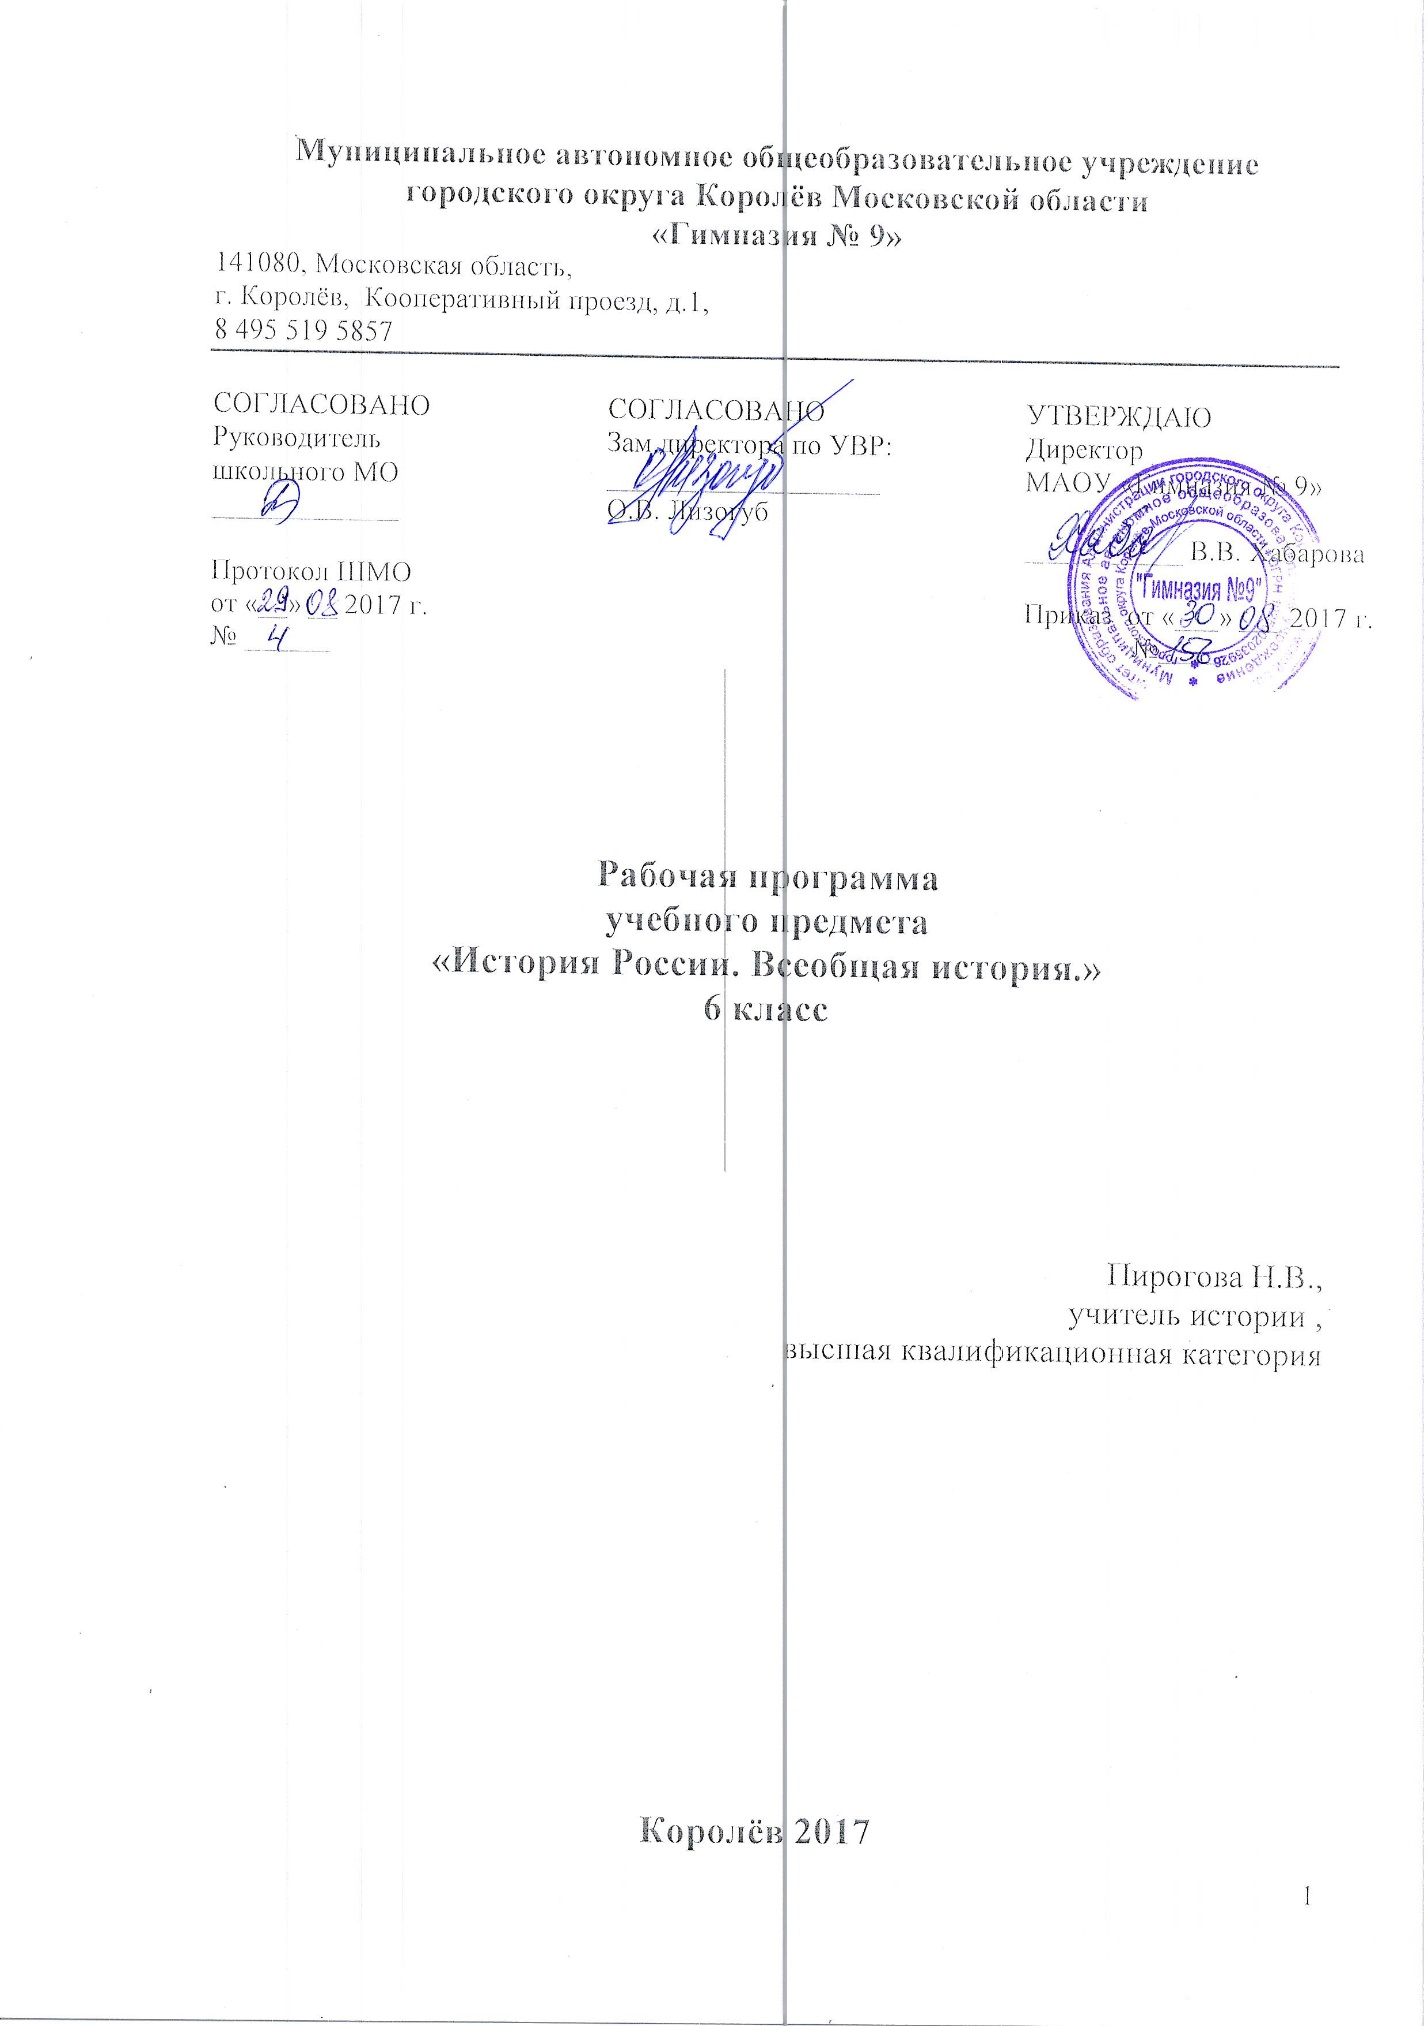 Муниципальное автономное общеобразовательное учреждение
городского округа Королёв Московской области
«Гимназия № 9»
141080, Московская область,
г. Королёв, Кооперативный проезд, д.1,
8 495 519 5857
СОГЛАСОВАНО
Руководитель
школьного МО
Протокол ШМО
от «29» 08 2017 г.
№ 4
СОГЛАСОВАНО
Зам.директора по УВР:
О.В. Лизогуб
УТВЕРЖДАЮ
Директор
МАОУ «Гимназия № 9»
В.В. Хабарова
"Гимназия №9"
Приказ от «30» 08 2017 г.
№ 156
Рабочая программа
учебного предмета
«История России. Всеобщая история.»
6 класс
Пирогова Н.В.,
учитель истории ,
высшая квалификационная категория
Королёв 2017
1